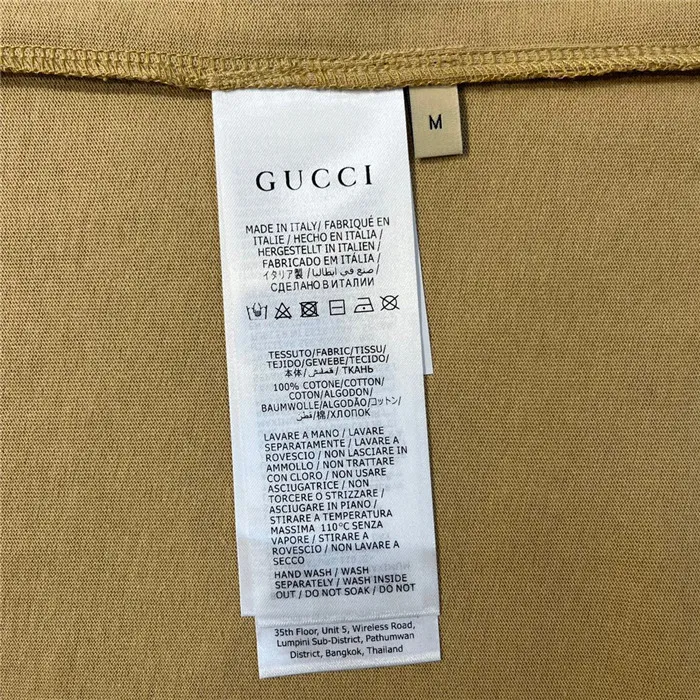 M
GUCCI
MADE IN ITALY/ FABRIQUÉ EN
ITALIE / HECHO EN ITALIA /
HERGESTELLT IN ITALIEN /
FABRICADO EM ITÁLIA /
イタリア製 / صنع في ايطاليا /
СДЕЛАНО В ИТАЛИИ
TESSUTO/FABRIC/TISSU/
TEJIDO/GEWEBE/TECIDO/
本体/ قماش/ ТКАНЬ
100% COTONE/COTTON/
COTON/ALGODON/
BAUMWOLLE/ALGODÃO/コットン/
قطن/棉/ХЛОПОК
LAVARE A MANO / LAVARE
SEPARATAMENTE / LAVARE A
ROVESCIO / NON LASCIARE IN
AMMOLLO / NON TRATTARE
CON CLORO / NON USARE
ASCIUGATRICE / NON
TORCERE O STRIZZARE /
ASCIUGARE IN PIANO /
STIRARE A TEMPERATURA
MASSIMA 110°C SENZA
VAPORE / STIRARE A
ROVESCIO / NON LAVARE A
SECCO
HAND WASH / WASH
SEPARATELY / WASH INSIDE
OUT / DO NOT SOAK / DO NOT
35th Floor, Unit 5, Wireless Road,
Lumpini Sub-District, Pathumwan
District, Bangkok, Thailand